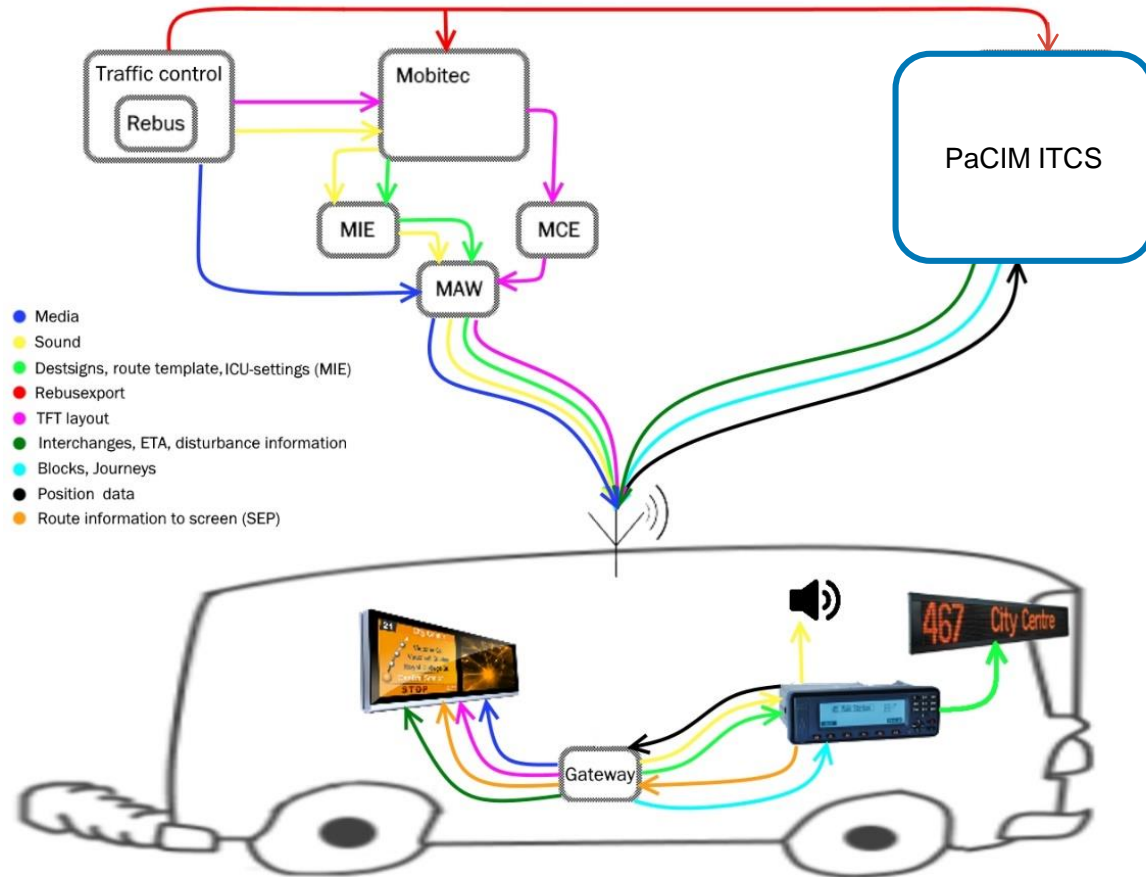 Traffic control
Rebus
Mobitec
PaCIM ITCS
MIE
MCE
MAW
Media
Sound
Destsigns, route template, ICU-settings (MIE)
Rebusexport
TFT layout
Interchanges, ETA, disturbance information
Blocks, Journeys
Position data
Route information to screen (SEP)
467 City Centre
21
STOP
Gateway